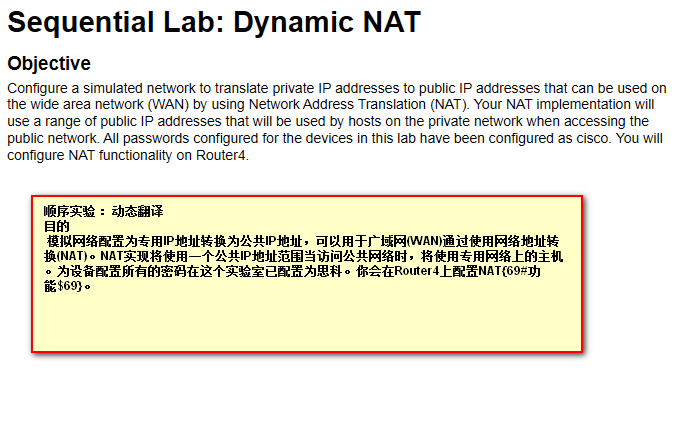 Sequential Lab: Dynamic NAT
Objective
Configure a simulated network to translate private IP addresses to public IP addresses that can be used on
the wide area network (WAN) by using Network Address Translation (NAT). Your NAT implementation will
use a range of public IP addresses that will be used by hosts on the private network when accessing the
public network. All passwords configured for the devices in this lab have been configured as cisco. You will
configure NAT functionality on Router4.
顺序实验 ：动态翻译
目的
模拟网络配置为专用IP地址转换为公共IP地址，可以用于广域网(WAN)通过使用网络地址转
换(NAT)。NAT实现将使用一个公共IP地址范围当访问公共网络时，将使用专用网络上的主机
。为设备配置所有的密码在这个实验室已配置为思科。你会在Router4上配置NAT{69#功
能$69}。